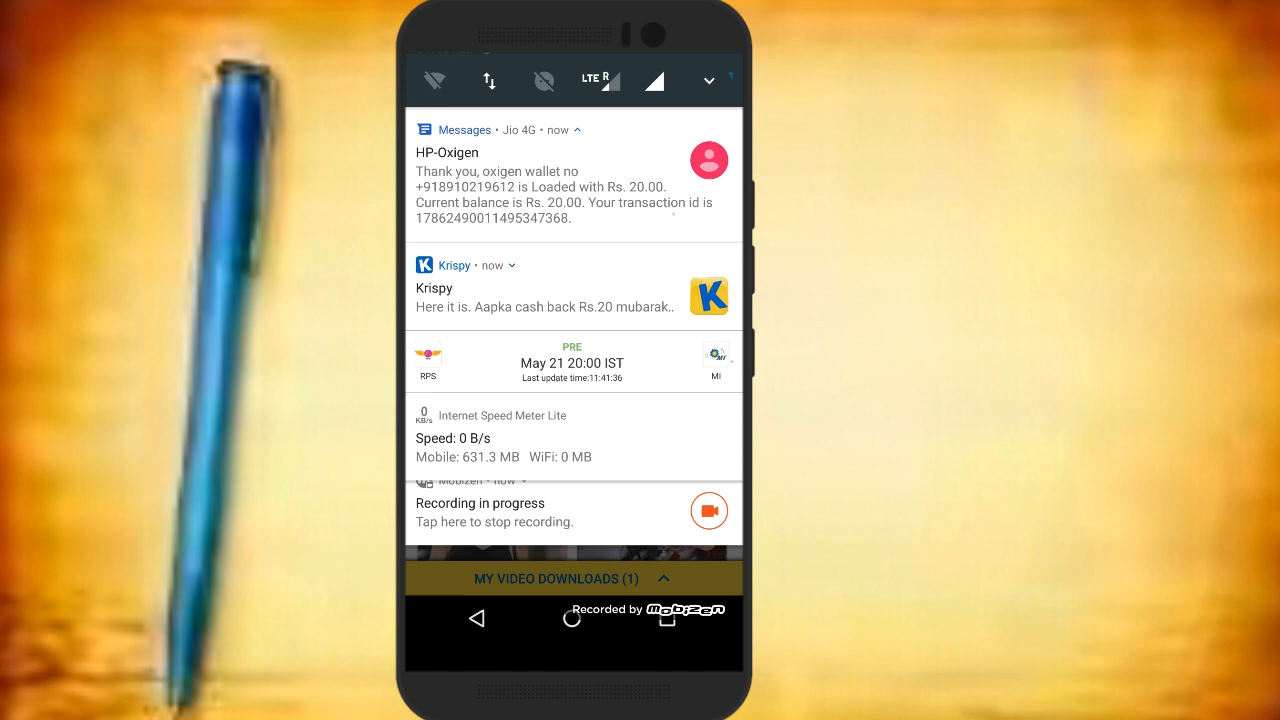 LTE R
Messages • Jio 4G • now
HP-Oxigen
Thank you, oxigen wallet no
+918910219612 is Loaded with Rs. 20.00.
Current balance is Rs. 20.00. Your transaction id is
17862490011495347368.
K Krispy • now
Krispy
Here it is. Aapka cash back Rs.20 mubarak..
K
PRE
May 21 20:00 IST
Last update time:11:41:36
RPS
MI
MI
0
KB/s
Internet Speed Meter Lite
Speed: 0 B/s
Mobile: 631.3 MB WiFi: 0 MB
Mobizen • now
Recording in progress
Tap here to stop recording.
MY VIDEO DOWNLOADS (1)
Recorded by mobizen